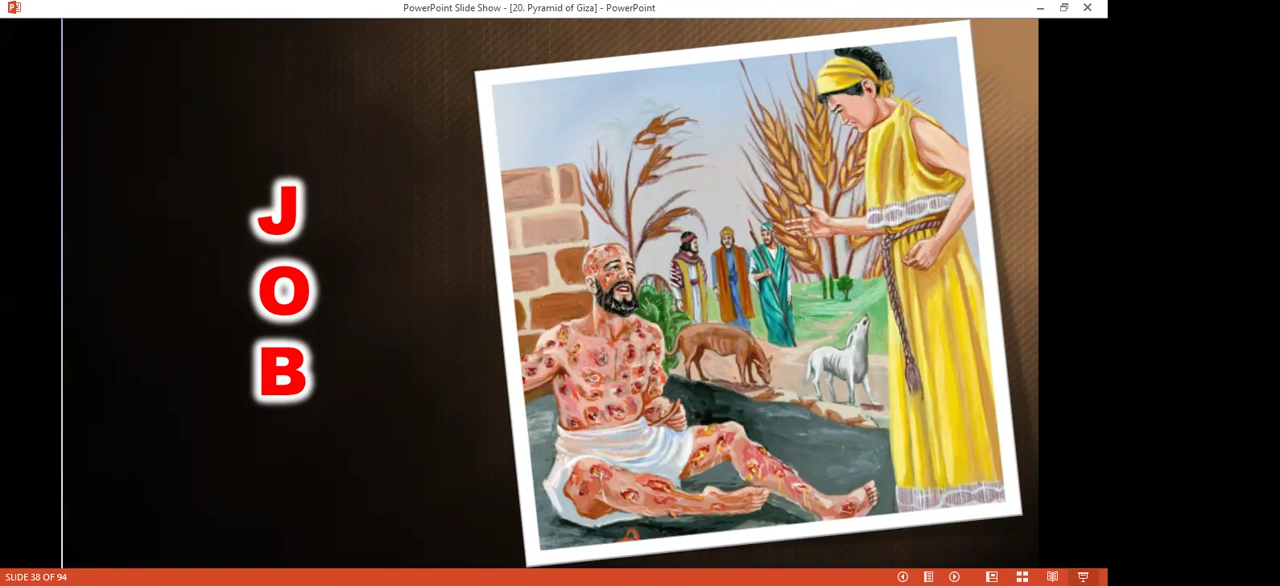 PowerPoint Slide Show - [20. Pyramid of Giza] - PowerPoint
J
O
B
SLIDE 38 OF 94